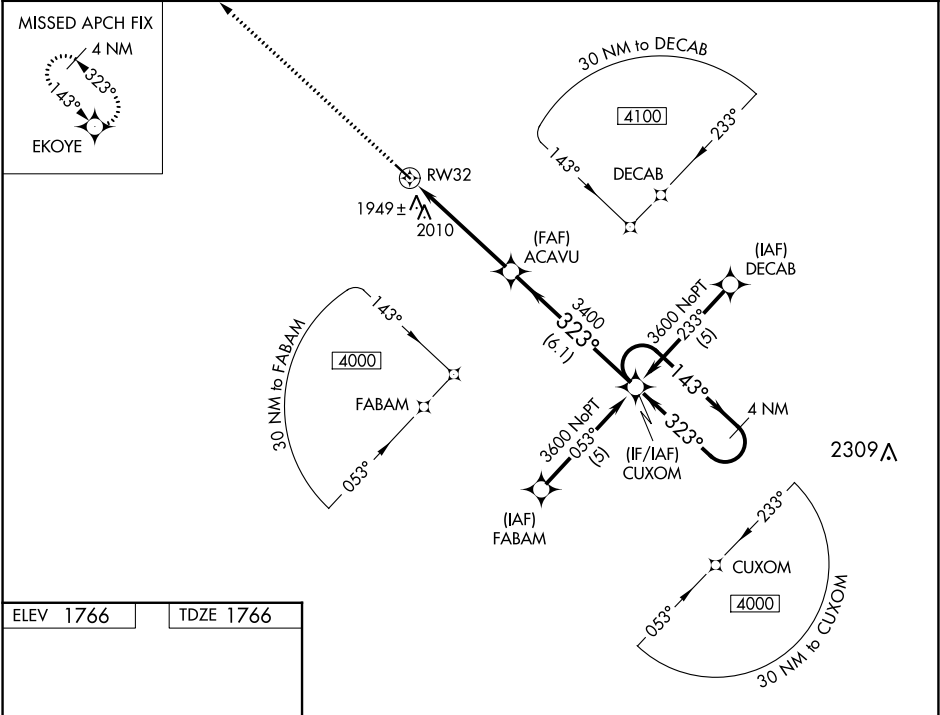 MISSED APCH FIX
4 NM
323°
143°
EKOYE
30 NM to DECAB
4100
233°
143°
DECAB
RW32
1949±
2010
(FAF)
ACAVU
(IAF)
DECAB
3400
323°
(6.1)
3600 NoPT
233°
(5)
143°
4 NM
323°
30 NM to FABAM
143°
4000
FABAM
053°
3600 NoPT
053°
(5)
(IF/IAF)
CUXOM
(IAF)
FABAM
2309
233°
CUXOM
4000
053°
30 NM to CUXOM
ELEV 1766
TDZE 1766